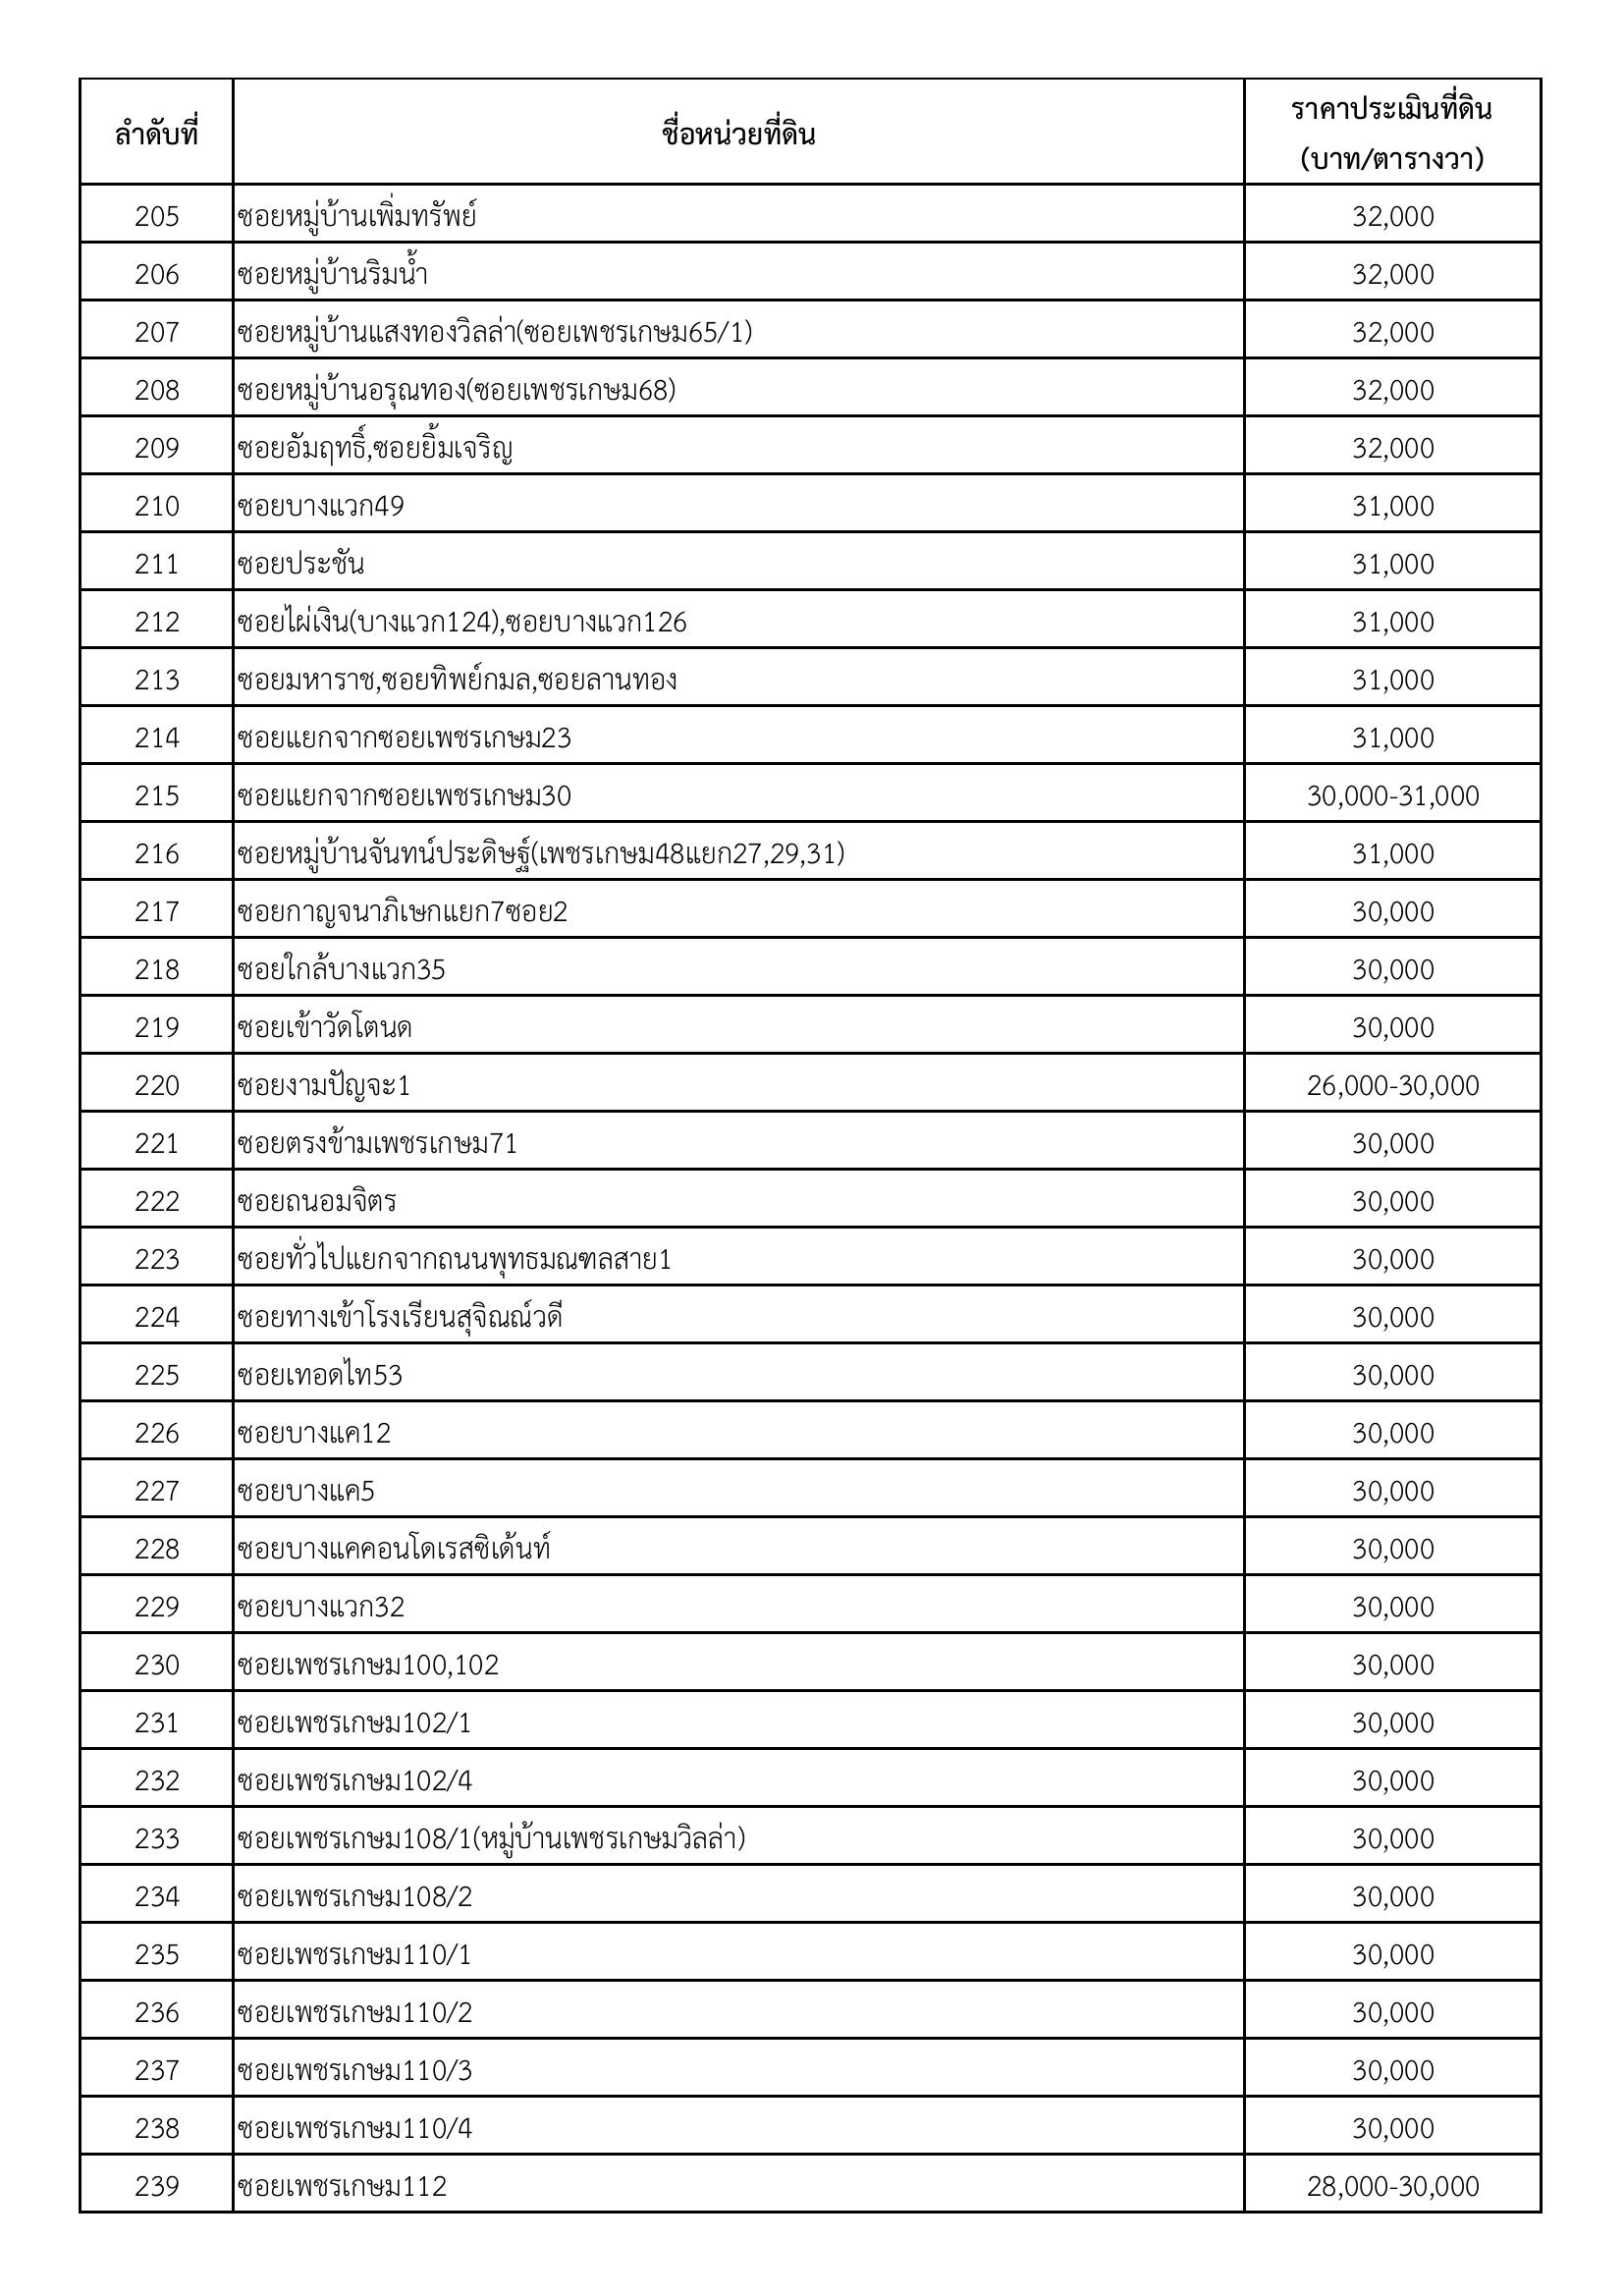 ลำดับที่ ชื่อหน่วยที่ดิน ราคาประเมินที่ดิน
(บาท/ตารางวา)
205 ซอยหมู่บ้านเพิ่มทรัพย์ 32,000
206 ซอยหมู่บ้านริมน้ำ 32,000
207 ซอยหมู่บ้านแสงทองวิลล่า(ซอยเพชรเกษม65/1) 32,000
208 ซอยหมู่บ้านอรุณทอง(ซอยเพชรเกษม68) 32,000
209 ซอยอัมฤทธิ์,ซอยยิ้มเจริญ 32,000
210 ซอยบางแวก49 31,000
211 ซอยประชัน 31,000
212 ซอยไผ่เงิน(บางแวก124),ซอยบางแวก126 31,000
213 ซอยมหาราช,ซอยทิพย์กมล,ซอยลานทอง 31,000
214 ซอยแยกจากซอยเพชรเกษม23 31,000
215 ซอยแยกจากซอยเพชรเกษม30 30,000-31,000
216 ซอยหมู่บ้านจันทน์ประดิษฐ์(เพชรเกษม48แยก27,29,31) 31,000
217 ซอยกาญจนาภิเษกแยก7ซอย2 30,000
218 ซอยใกล้บางแวก35 30,000
219 ซอยเข้าวัดโตนด 30,000
220 ซอยงามปัญจะ1 26,000-30,000
221 ซอยตรงข้ามเพชรเกษม71 30,000
222 ซอยถนอมจิตร 30,000
223 ซอยทั่วไปแยกจากถนนพุทธมณฑลสาย1 30,000
224 ซอยทางเข้าโรงเรียนสุจิณณ์วดี 30,000
225 ซอยเทอดไท53 30,000
226 ซอยบางแค12 30,000
227 ซอยบางแค5 30,000
228 ซอยบางแคคอนโดเรสซิเด้นท์ 30,000
229 ซอยบางแวก32 30,000
230 ซอยเพชรเกษม100,102 30,000
231 ซอยเพชรเกษม102/1 30,000
232 ซอยเพชรเกษม102/4 30,000
233 ซอยเพชรเกษม108/1(หมู่บ้านเพชรเกษมวิลล่า) 30,000
234 ซอยเพชรเกษม108/2 30,000
235 ซอยเพชรเกษม110/1 30,000
236 ซอยเพชรเกษม110/2 30,000
237 ซอยเพชรเกษม110/3 30,000
238 ซอยเพชรเกษม110/4 30,000
239 ซอยเพชรเกษม112 28,000-30,000